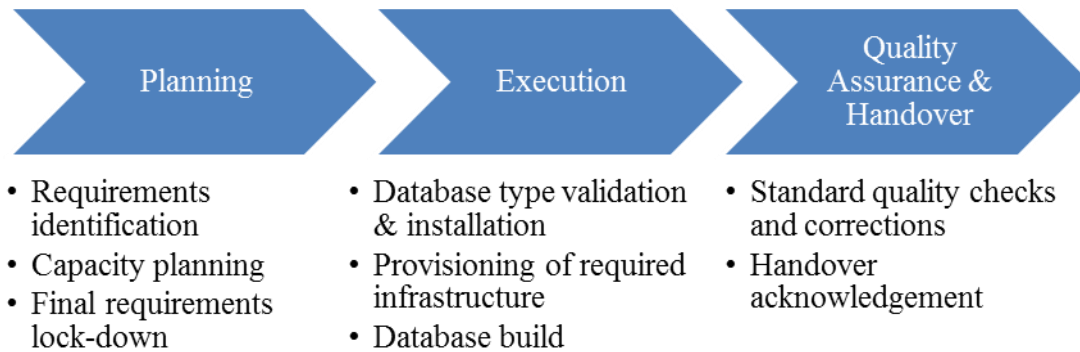 Planning
• Requirements
identification
• Capacity planning
• Final requirements
lock-down
Execution
• Database type validation
& installation
• Provisioning of required
infrastructure
• Database build
Quality
Assurance &
Handover
• Standard quality checks
and corrections
• Handover
acknowledgement